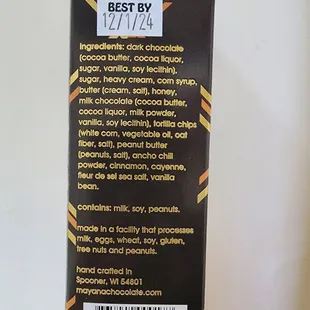 BEST BY
12/1/24
ingredients: dark chocolate
(cocoa butter, cocoa liquor,
sugar, vanilla, soy lecithin),
sugar, heavy cream, corn syrup,
butter (cream, salt), honey,
milk chocolate (cocoa butter,
cocoa liquor, milk powder,
vanilla, soy lecithin), tortilla chips
(white corn, vegetable oil, oat
fiber, salt), peanut butter
(peanuts, salt), ancho chili
powder, cinnamon, cayenne,
fleur de sel sea salt, vanilla
bean.
contains: milk, soy, peanuts.
made in a facility that processes
milk, eggs, wheat, soy, gluten,
tree nuts and peanuts.
hand crafted in
Spooner, WI 54801
mayanachocolate.com